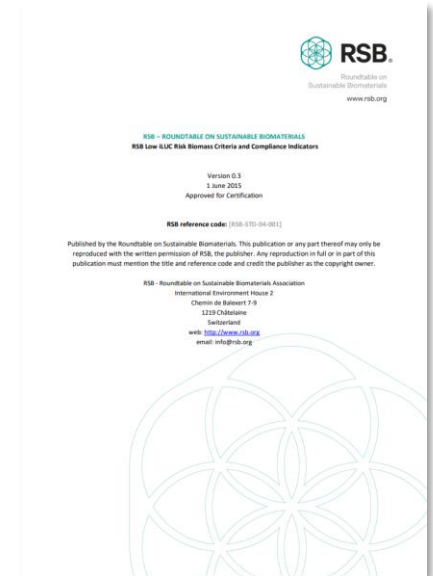 RSB®
Roundtable on
Sustainable Biomaterials
www.rsb.org
RSB – ROUNDTABLE ON SUSTAINABLE BIOMATERIALS
RSB Low iLUC Risk Biomass Criteria and Compliance Indicators
Version 0.3
1 June 2015
Approved for Certification
RSB reference code: [RSB-STD-04-001]
Published by the Roundtable on Sustainable Biomaterials. This publication or any part thereof may only be
reproduced with the written permission of RSB, the publisher. Any reproduction in full or in part of this
publication must mention the title and reference code and credit the publisher as the copyright owner.
RSB - Roundtable on Sustainable Biomaterials Association
International Environment House 2
Chemin de Balexert 7-9
1219 Châtelaine
Switzerland
web: http://www.rsb.org
email: info@rsb.org